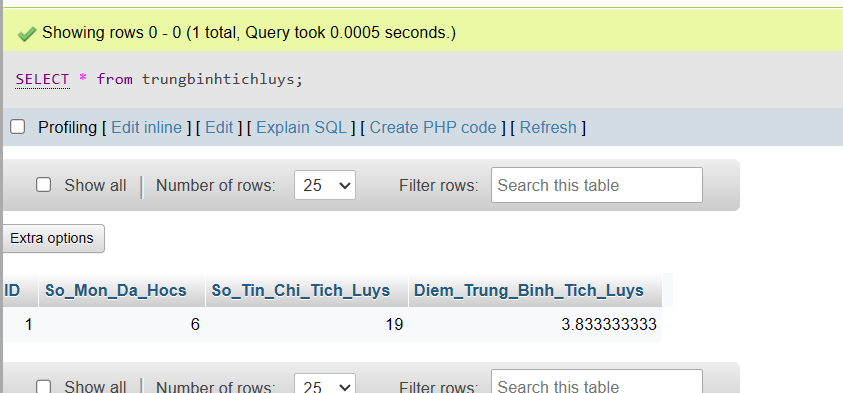 Showing rows 0 - 0 (1 total, Query took 0.0005 seconds.)
SELECT * from trungbinhtichluys;
Profiling [ Edit inline ] [ Edit ] [ Explain SQL ] [ Create PHP code ] [ Refresh ]
Show all Number of rows: 25 Filter rows: Search this table
Extra options
ID So_Mon_Da_Hocs So_Tin_Chi_Tich_Luys Diem_Trung_Binh_Tich_Luys
1 6 19 3.833333333
Show all Number of rows: 25 Filter rows: Search this table